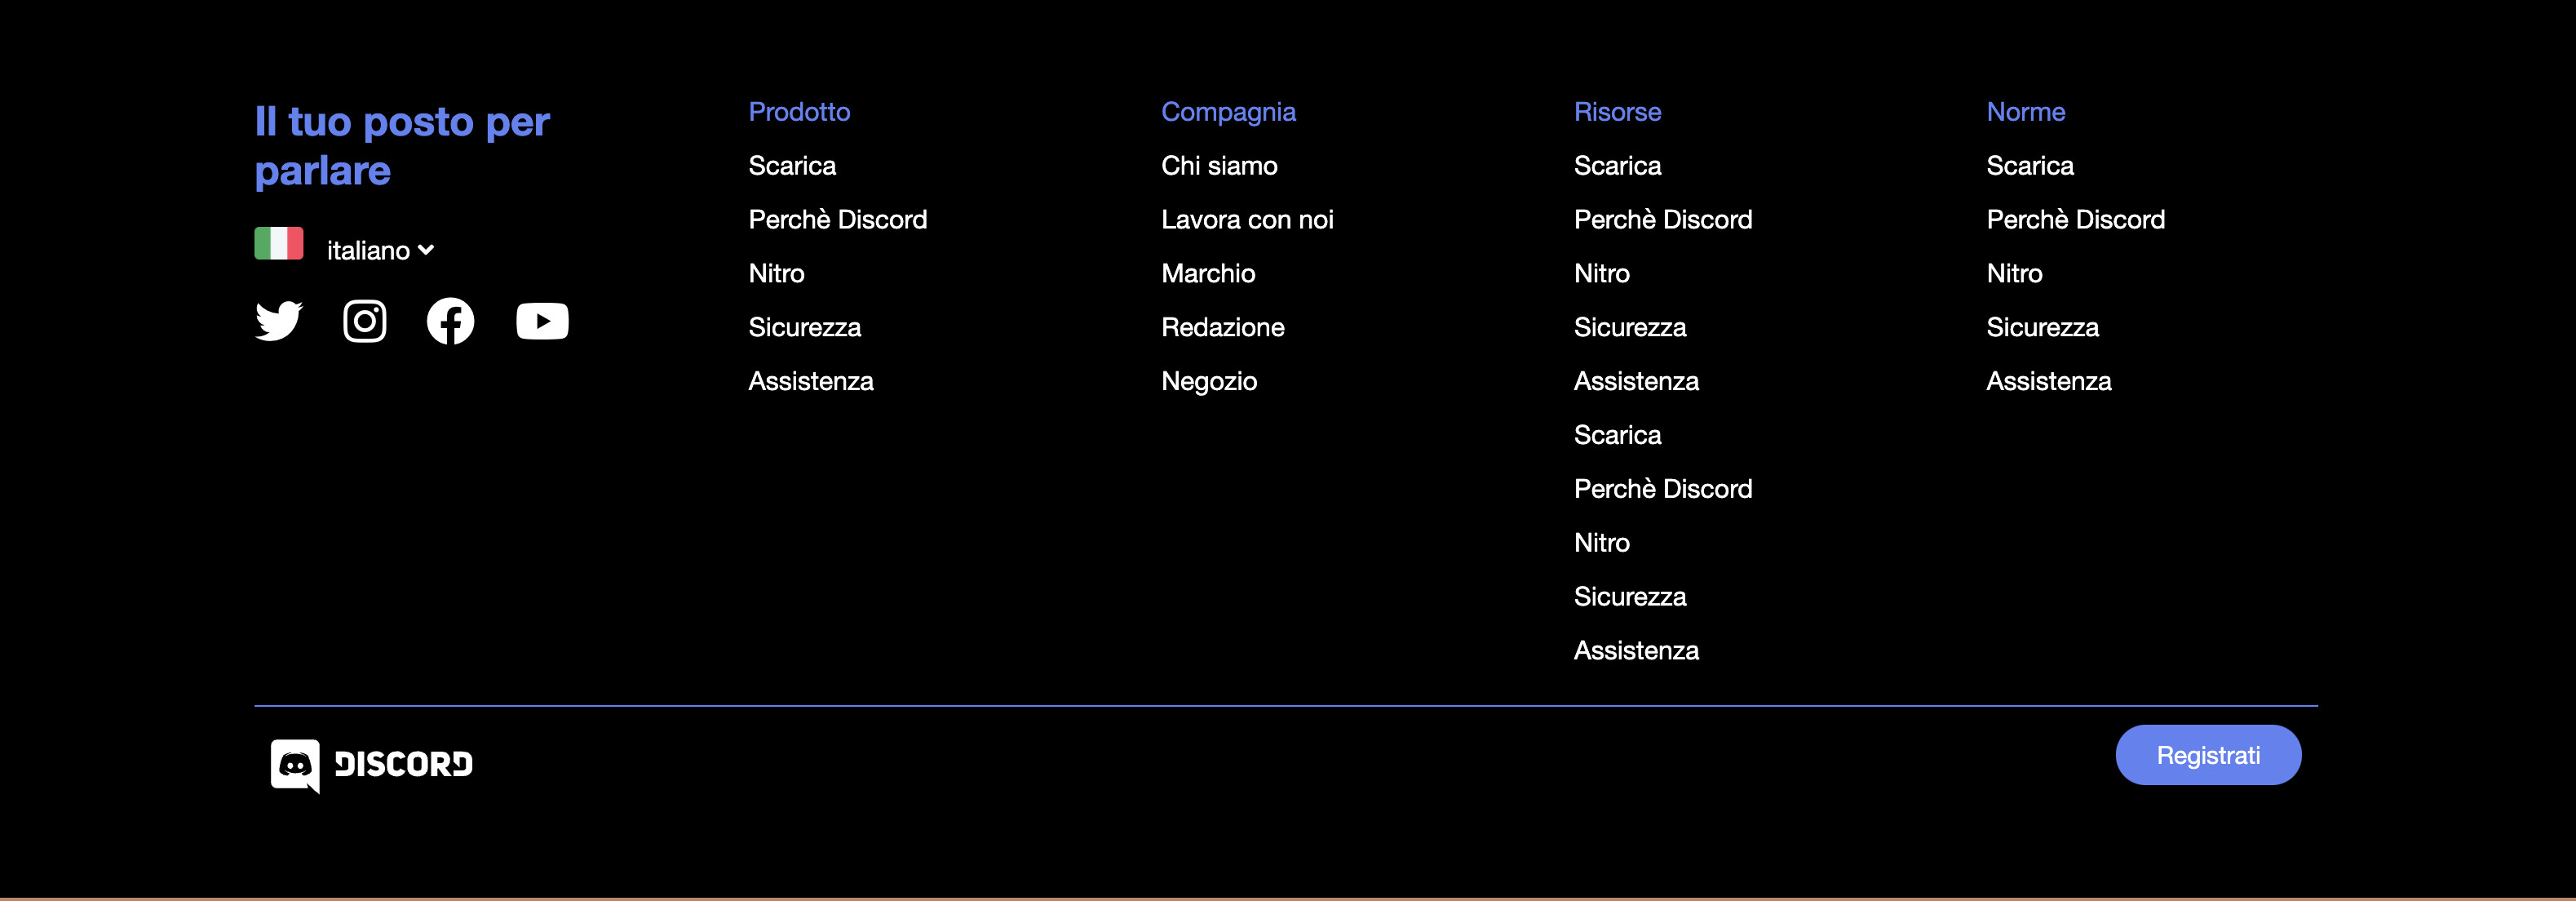 Il tuo posto per
parlare
italiano
Prodotto
Scarica
Perchè Discord
Nitro
Sicurezza
Assistenza
Compagnia
Chi siamo
Lavora con noi
Marchio
Redazione
Negozio
Risorse
Scarica
Perchè Discord
Nitro
Sicurezza
Assistenza
Scarica
Perchè Discord
Nitro
Sicurezza
Assistenza
Norme
Scarica
Perchè Discord
Nitro
Sicurezza
Assistenza
DISCORD
Registrati